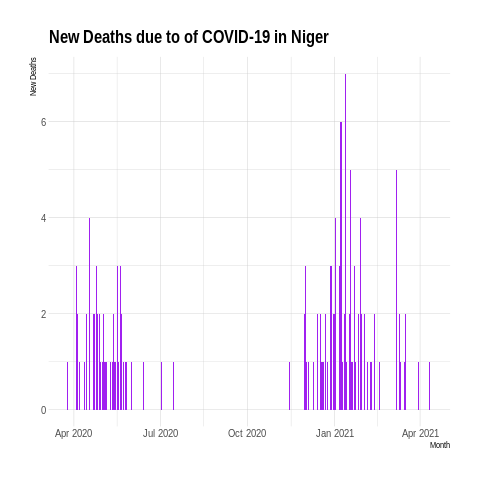 New Deaths due to of COVID-19 in Niger
New Deaths
6
4
2
0
Apr 2020
Jul 2020
Oct 2020
Jan 2021
Apr 2021
Month